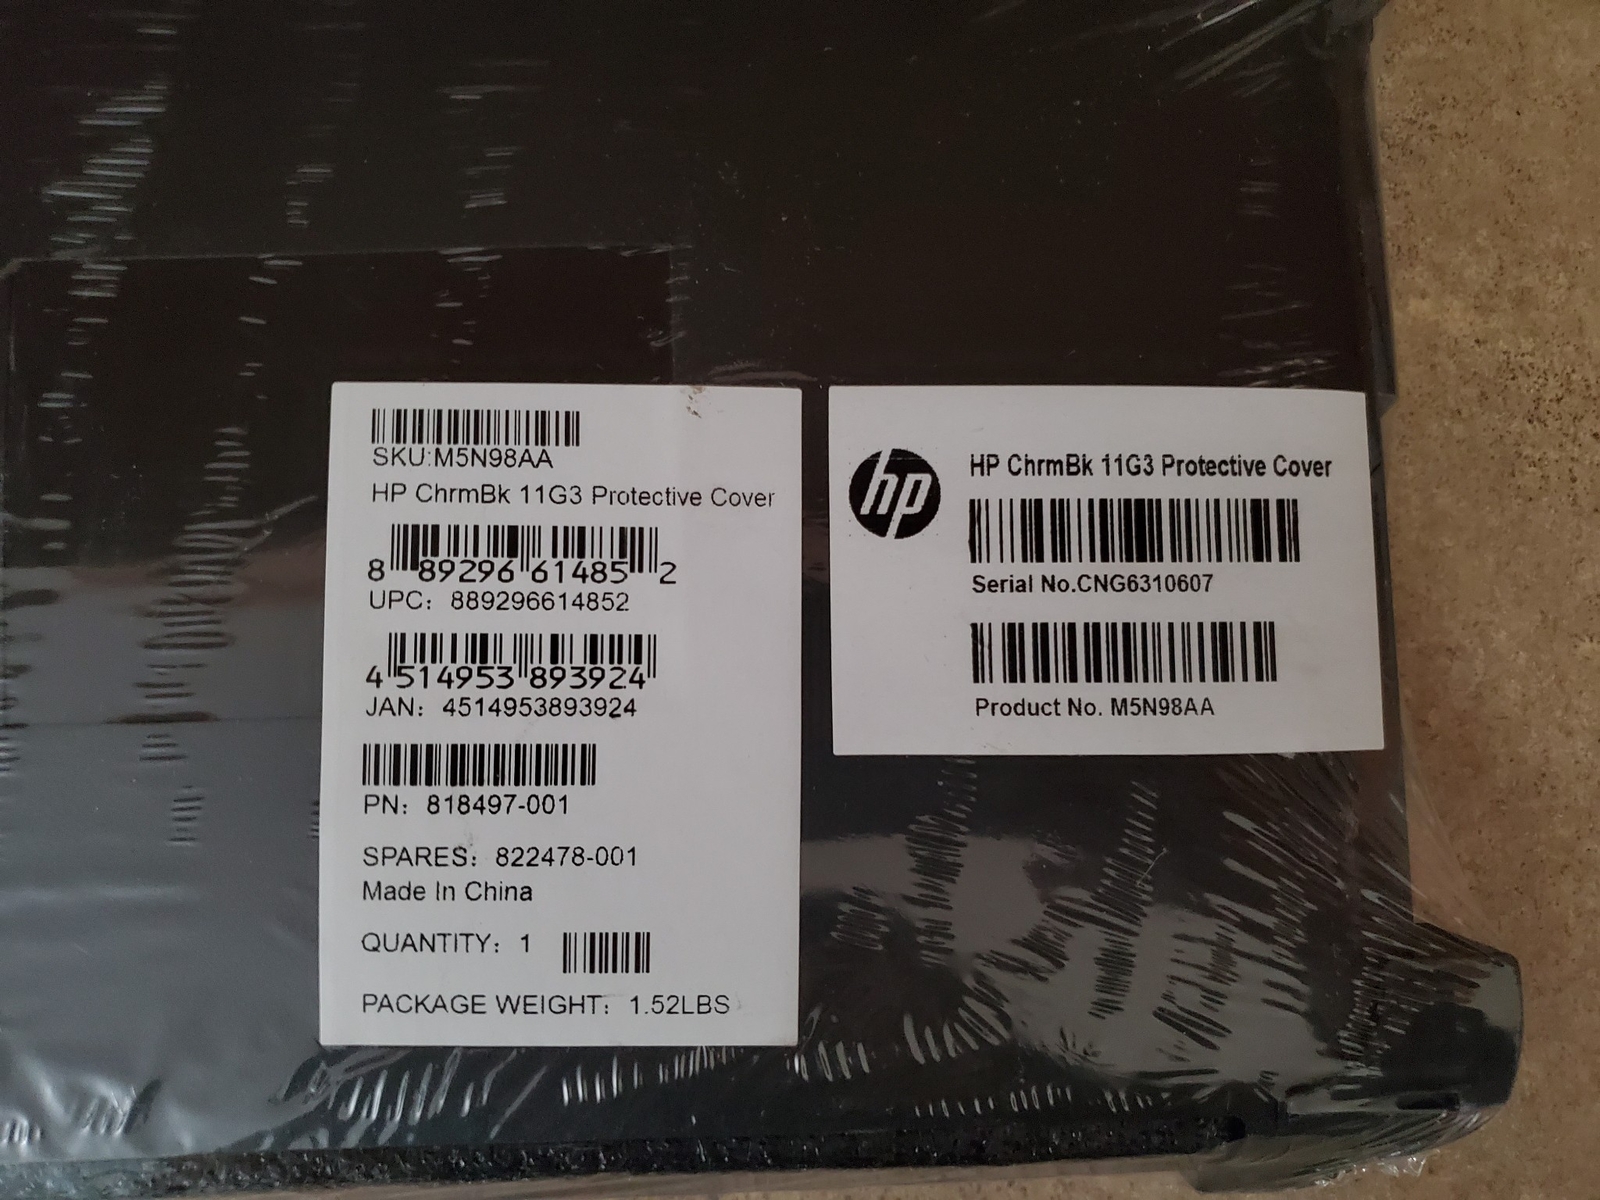 SKU:M5N98AA
HP ChrmBk 11G3 Protective Cover
8 89296 61485 2
UPC: 889296614852
4 514953 893924
JAN: 4514953893924
PN: 818497-001
SPARES: 822478-001
Made In China
QUANTITY: 1
PACKAGE WEIGHT: 1.52LBS
hp
HP ChrmBk 11G3 Protective Cover
Serial No.CNG6310607
Product No. M5N98AA